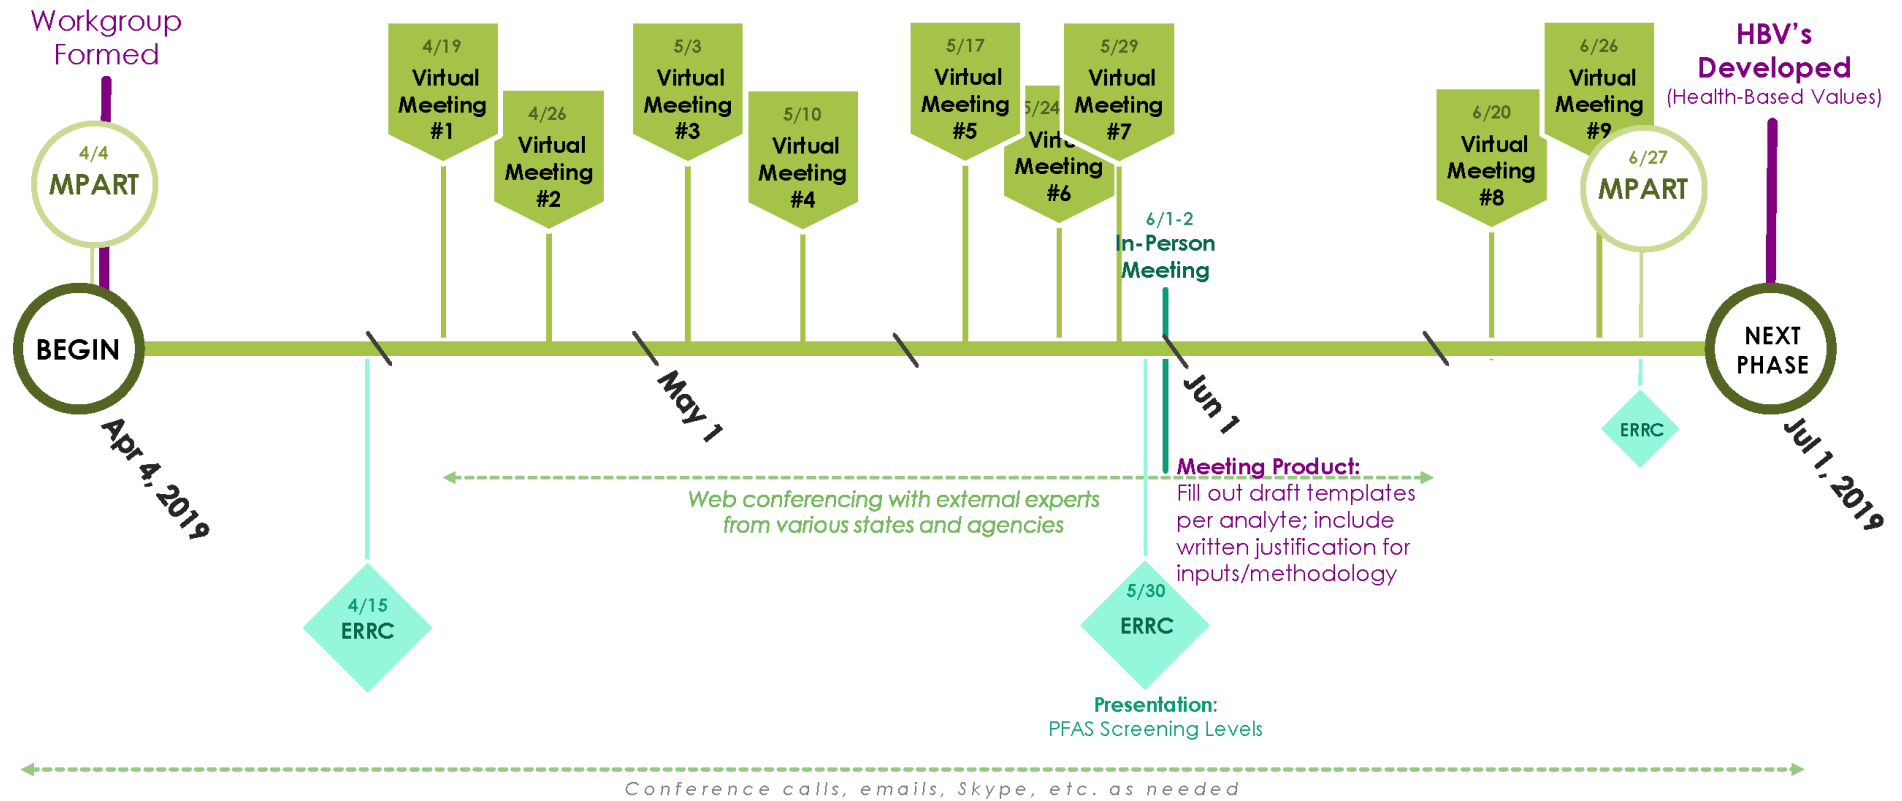 Workgroup
Formed
4/4
MPART
BEGIN
Apr 4, 2019
4/15
ERRC
4/19
Virtual
Meeting
#1
4/26
Virtual
Meeting
#2
May 1
5/3
Virtual
Meeting
#3
5/10
Virtual
Meeting
#4
5/17
Virtual
Meeting
#5
5/24
Meeting
#6
5/29
Virtual
Meeting
#7
5/30
ERRC
Presentation:
PFAS Screening Levels
6/1-2
In-Person
Meeting
Jun 1
Meeting Product:
Fill out draft templates
per analyte; include
written justification for
inputs/methodology
Web conferencing with external experts
from various states and agencies
6/20
Virtual
Meeting
#8
6/26
Virtual
Meeting
#9
6/27
MPART
ERRC
HBV's
Developed
(Health-Based Values)
NEXT
PHASE
Jul 1, 2019
Conference calls, emails, Skype, etc. as needed